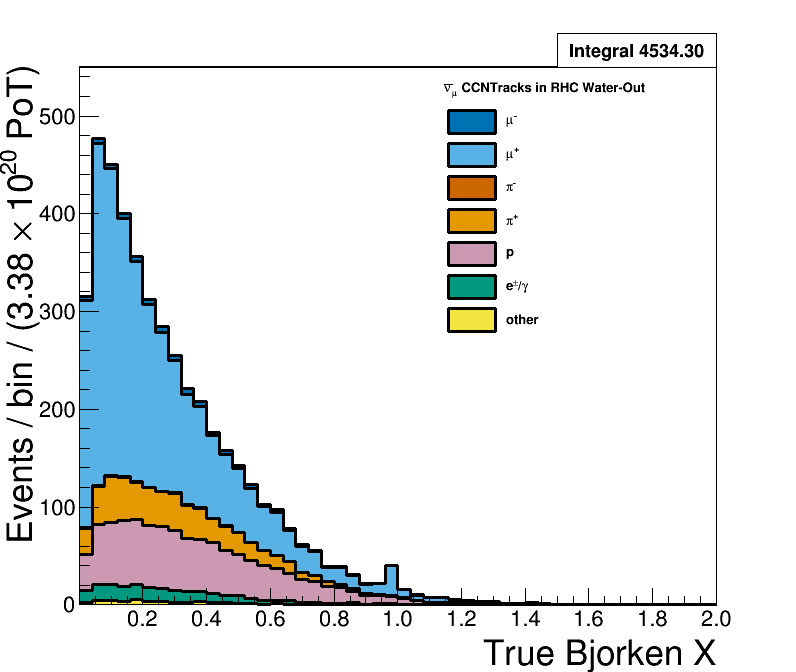 Integral 4534.30
ν̅μ CCNTracks in RHC Water-Out
μ-
μ+
π-
π+
p
e±/γ
other
Events / bin / (3.38 × 10^20 PoT)
500
400
300
200
100
0
0.2 0.4 0.6 0.8 1.0 1.2 1.4 1.6 1.8 2.0
True Bjorken X